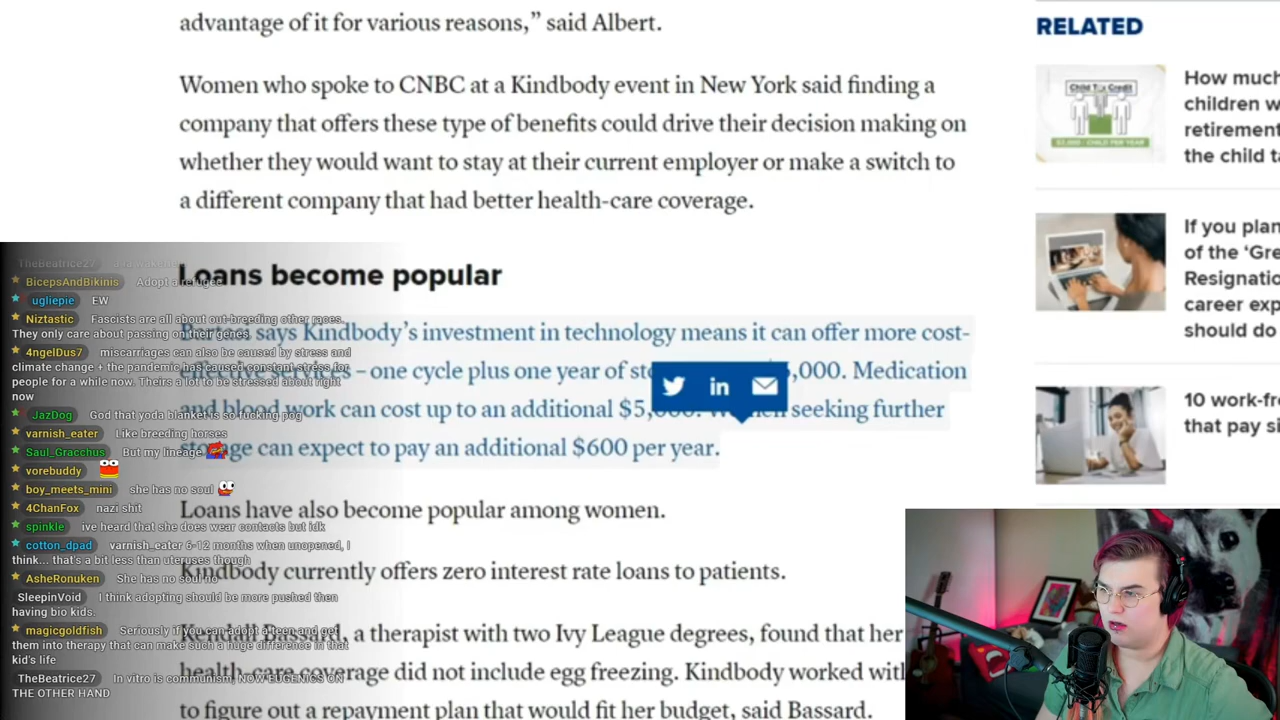 advantage of it for various reasons,” said Albert.
Women who spoke to CNBC at a Kindbody event in New York said finding a
company that offers these type of benefits could drive their decision making on
whether they would want to stay at their current employer or make a switch to
a different company that had better health-care coverage.
Loans become popular
says Kindbody’s investment in technology means it can offer more cost-
effective services – one cycle plus one year of ,000. Medication
and blood work can cost up to an additional $5, seeking further
storage can expect to pay an additional $600 per year.
Loans have also become popular among women.
Kindbody currently offers zero interest rate loans to patients.
Kendall Bassard, a therapist with two Ivy League degrees, found that her
health-care coverage did not include egg freezing. Kindbody worked
to figure out a repayment plan that would fit her budget, said Bassard.
RELATED
Child Tax Credit
How much
children w
retirement
the child ta
If you plan
of the ‘Gre
Resignatio
career exp
should do
10 work-fro
that pay si
TheBeatrice27
BicepsAndBikinis Adopt a refugee
ugliepie EW
Niztastic Fascists are all about out-breeding other races.
They only care about passing on their genes
4ngelDus7 miscarriages can also be caused by stress and
climate change + the pandemic has caused constant stress for
people for a while now. Theirs a lot to be stressed about right
now
JazDog God that yoda blanket is so fucking pog
varnish_eater Like breeding horses
Saul_Gracchus But my lineage
vorebuddy
boy_meets_mini she has no soul
4ChanFox nazi shit
spinkle ive heard that she does wear contacts but idk
cotton_dpad varnish_eater 6-12 months when unopened, I
think... that's a bit less than uteruses though
AsheRonuken She has no soul no
SleepinVoid I think adopting should be more pushed then
having bio kids.
magicgoldfish Seriously if you can adopt a teen and get
them into therapy that can make such a huge difference in that
kid's life
TheBeatrice27 In vitro is communism, NOW EUGENICS ON
THE OTHER HAND